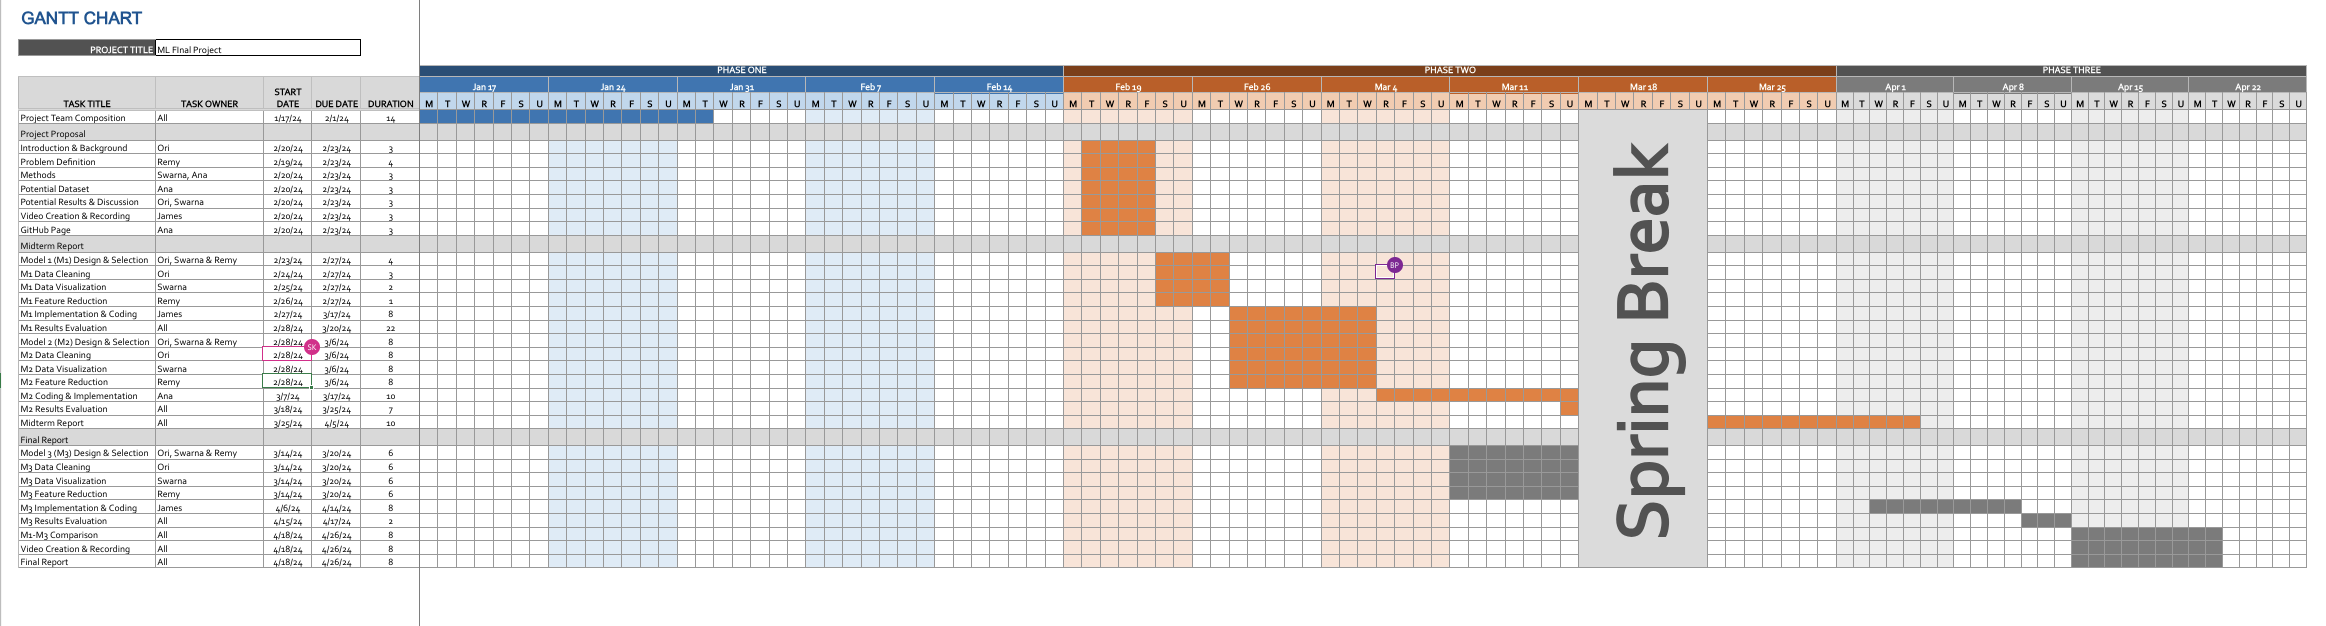 GANTT CHART
PROJECT TITLE ML FInal Project
PHASE ONE PHASE TWO PHASE THREE
Jan 17 Jan 24 Jan 31 Feb 7 Feb 14 Feb 19 Feb 26 Mar 4 Mar 11 Mar 18 Mar 25 Apr 1 Apr 8 Apr 15 Apr 22
TASK TITLE TASK OWNER START DATE DUE DATE DURATION M T W R F S U M T W R F S U M T W R F S U M T W R F S U M T W R F S U M T W R F S U M T W R F S U M T W R F S U M T W R F S U M T W R F S U M T W R F S U M T W R F S U M T W R F S U M T W R F S U M T W R F S U
Project Team Composition All 1/17/24 2/1/24 14
Project Proposal
Introduction & Background Ori 2/20/24 2/23/24 3
Problem Definition Remy 2/19/24 2/23/24 4
Methods Swarna, Ana 2/20/24 2/23/24 3
Potential Dataset Ana 2/20/24 2/23/24 3
Potential Results & Discussion Ori, Swarna 2/20/24 2/23/24 3
Video Creation & Recording James 2/20/24 2/23/24 3
GitHub Page Ana 2/20/24 2/23/24 3
Midterm Report
Model 1 (M1) Design & Selection Ori, Swarna & Remy 2/23/24 2/27/24 4
BP
M1 Data Cleaning Ori 2/24/24 2/27/24 3
M1 Data Visualization Swarna 2/25/24 2/27/24 2
M1 Feature Reduction Remy 2/26/24 2/27/24 1
M1 Implementation & Coding James 2/27/24 3/17/24 8
M1 Results Evaluation All 2/28/24 3/20/24 22
Model 2 (M2) Design & Selection Ori, Swarna & Remy 2/28/24 3/6/24 8
SK
M2 Data Cleaning Ori 2/28/24 3/6/24 8
M2 Data Visualization Swarna 2/28/24 3/6/24 8
M2 Feature Reduction Remy 2/28/24 3/6/24 8
M2 Coding & Implementation Ana 3/7/24 3/17/24 10
M2 Results Evaluation All 3/18/24 3/25/24 7
Midterm Report All 3/25/24 4/5/24 10
Final Report
Model 3 (M3) Design & Selection Ori, Swarna & Remy 3/14/24 3/20/24 6
M3 Data Cleaning Ori 3/14/24 3/20/24 6
M3 Data Visualization Swarna 3/14/24 3/20/24 6
M3 Feature Reduction Remy 3/14/24 3/20/24 6
M3 Implementation & Coding James 4/6/24 4/14/24 8
M3 Results Evaluation All 4/15/24 4/17/24 2
M1-M3 Comparison All 4/18/24 4/26/24 8
Video Creation & Recording All 4/18/24 4/26/24 8
Final Report All 4/18/24 4/26/24 8
Spring Break